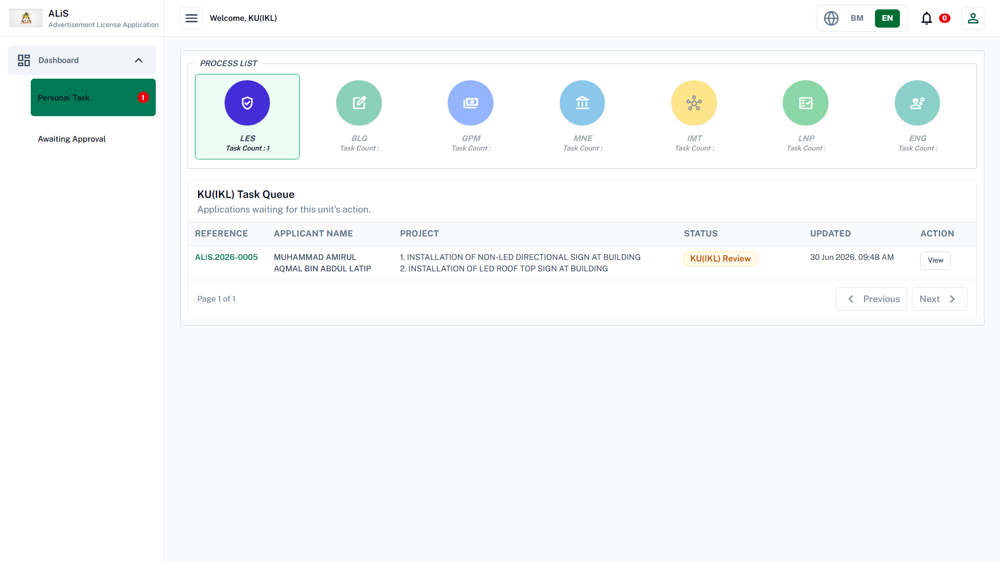 ALiS
Advertisement License Application
ALiS
Welcome, KU(IKL)
BM
EN
0
Dashboard
Personal Task
1
Awaiting Approval
PROCESS LIST
LES
Task Count : 1
BLG
Task Count :
GPM
Task Count :
MNE
Task Count :
IMT
Task Count :
LNP
Task Count :
ENG
Task Count :
KU(IKL) Task Queue
Applications waiting for this unit's action.
REFERENCE APPLICANT NAME PROJECT STATUS UPDATED ACTION
ALiS.2026-0005
MUHAMMAD AMIRUL
AQMAL BIN ABDUL LATIP
1. INSTALLATION OF NON-LED DIRECTIONAL SIGN AT BUILDING
2. INSTALLATION OF LED ROOF TOP SIGN AT BUILDING
KU(IKL) Review
30 Jun 2026, 09:48 AM
View
Page 1 of 1
Previous
Next